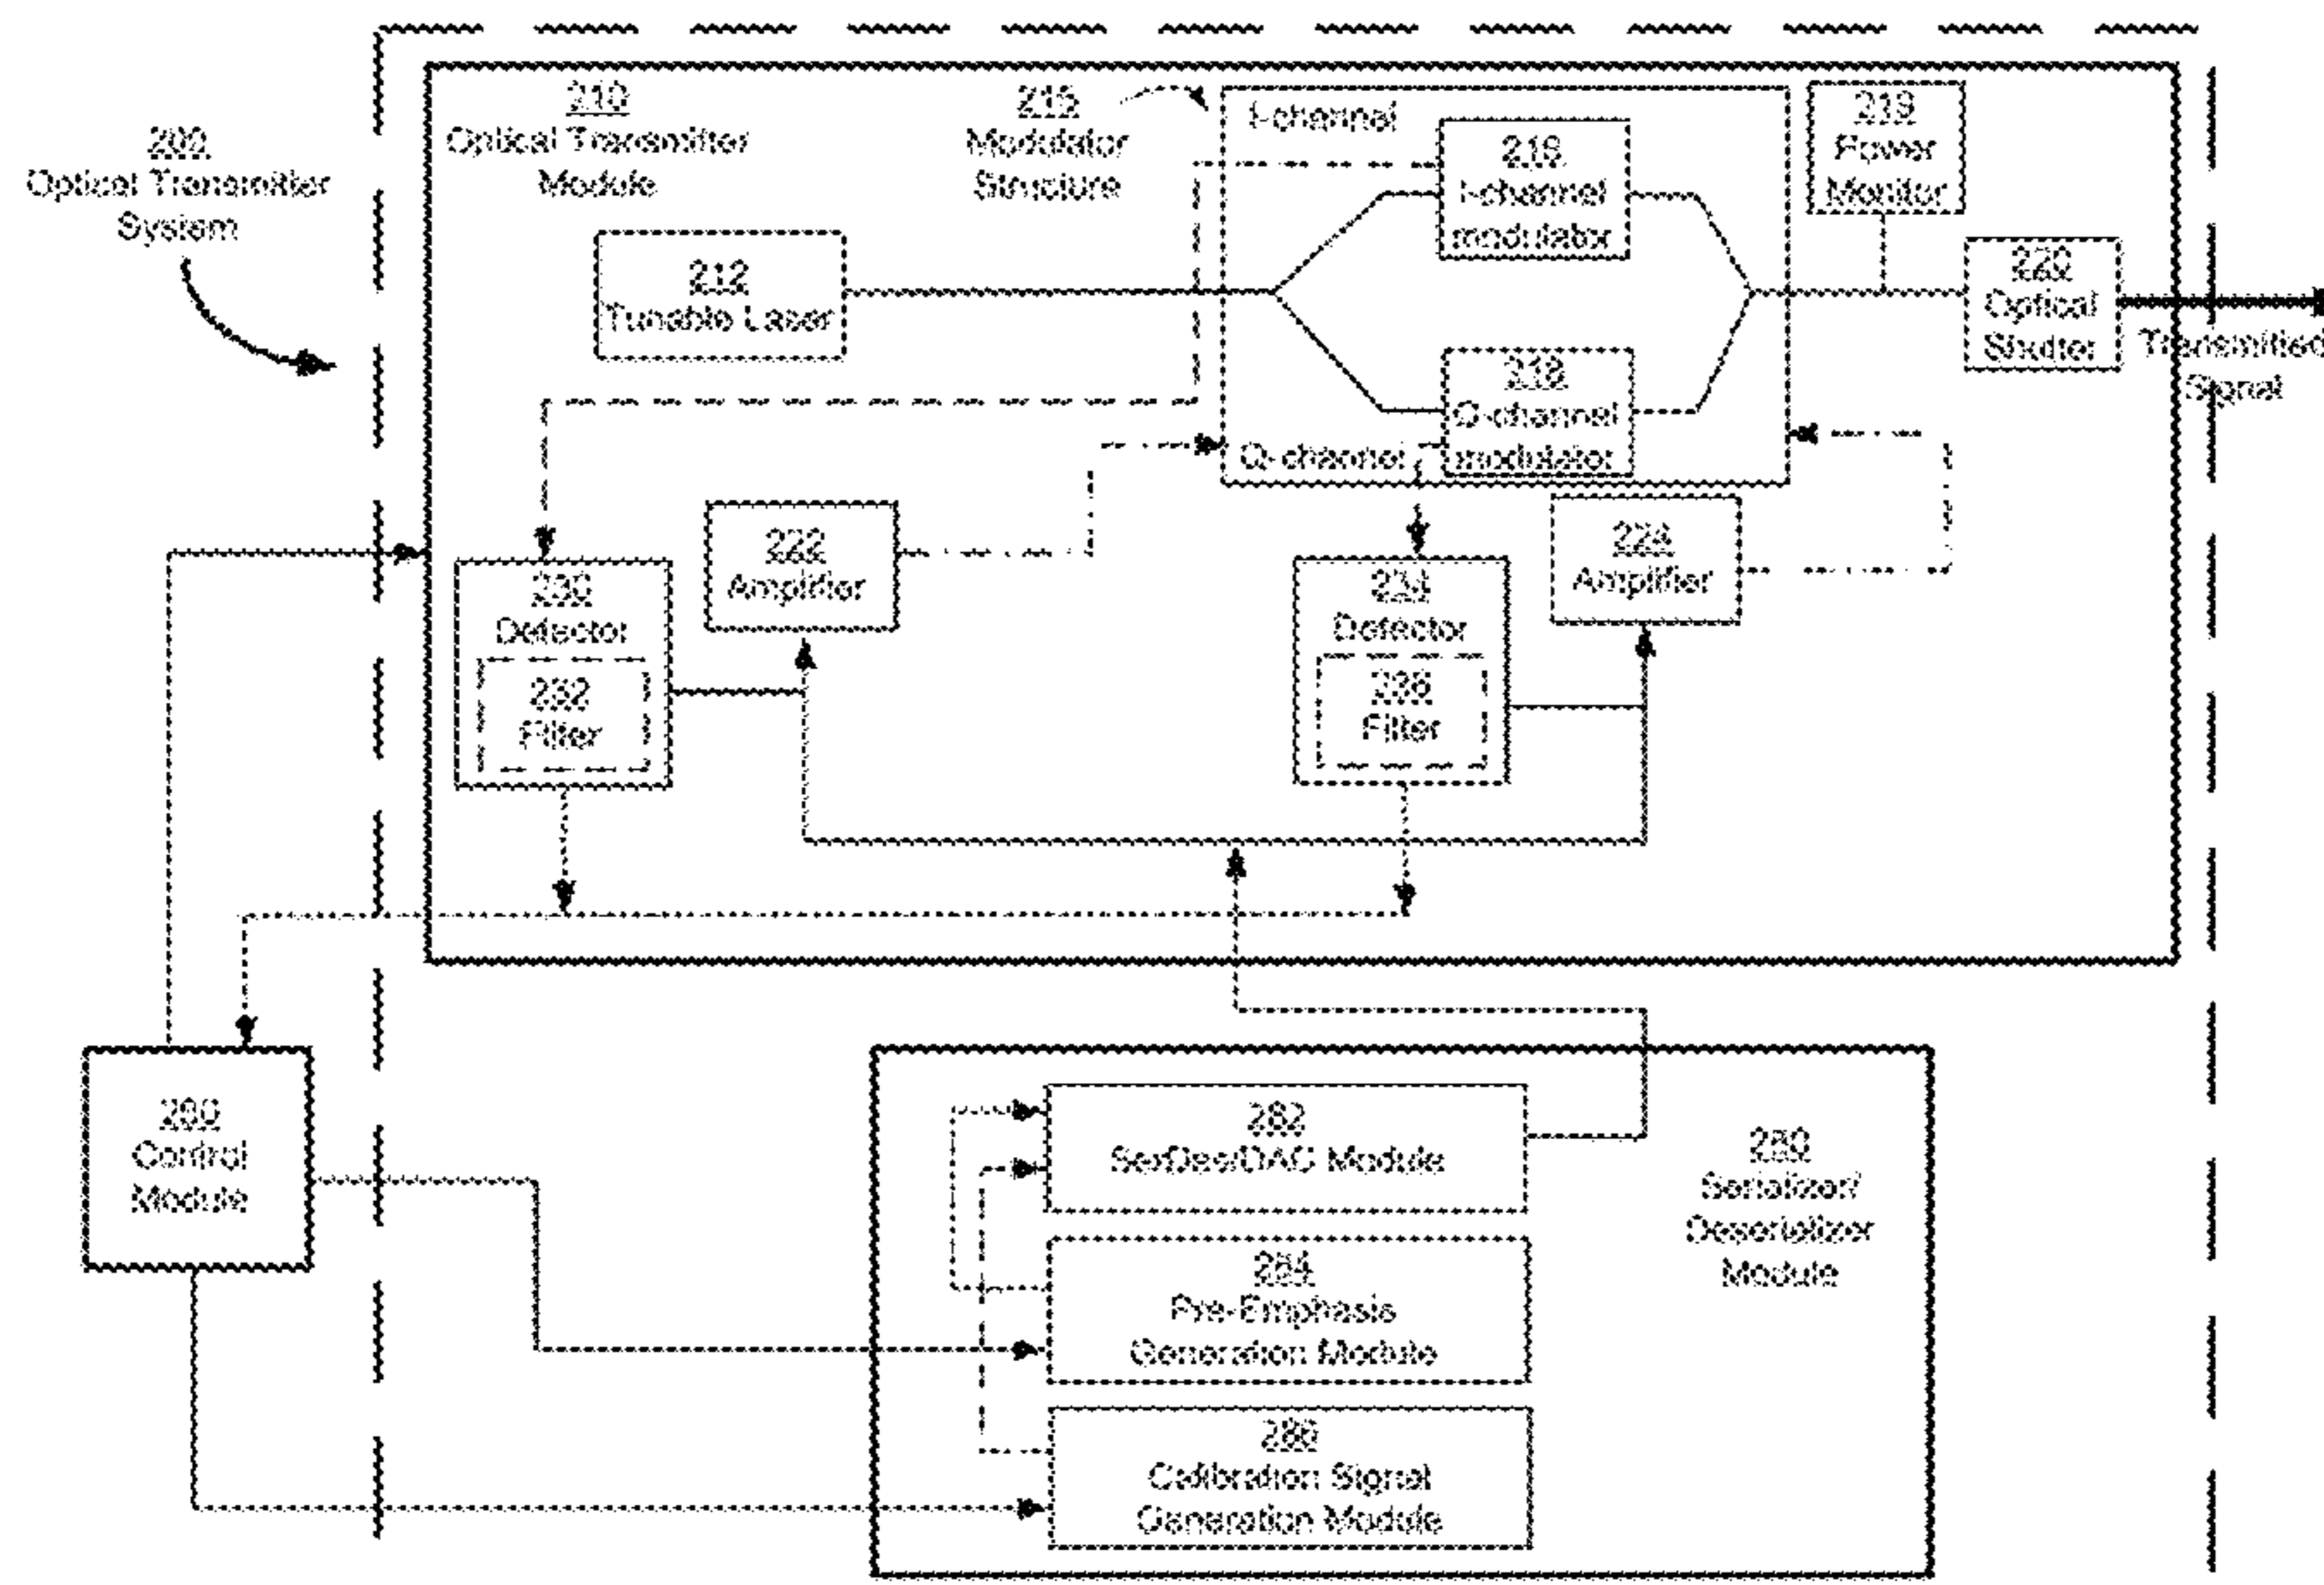 202
Optical Transmitter
System
210
Optical Transmitter
Module
215
Modulator
Structure
I-channel
216
I-channel
modulator
219
Power
Monitor
212
Tunable Laser
220
Optical
Shutter
Transmitted
Signal
218
Q-channel
modulator
Q-channel
222
Amplifier
224
Amplifier
230
Detector
232
Filter
234
Detector
236
Filter
Control
Module
282
SerDes/DAC Module
280
Serializer/
Deserializer
Module
284
Pre-Emphasis
Generation Module
286
Calibration Signal
Generation Module